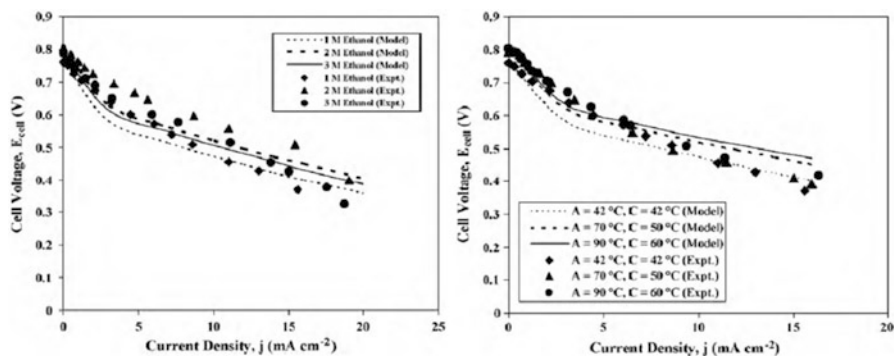 0.9
0.8
0.7
0.6
0.5
0.4
0.3
0.2
0.1
0
Cell Voltage, E_cell (V)
1 M Ethanol (Model)
2 M Ethanol (Model)
3 M Ethanol (Model)
1 M Ethanol (Expt.)
2 M Ethanol (Expt.)
3 M Ethanol (Expt.)
0 5 10 15 20 25
Current Density, j (mA cm⁻²)
0.9
0.8
0.7
0.6
0.5
0.4
0.3
0.2
0.1
0
Cell Voltage, E_cell (V)
A = 42 °C, C = 42 °C (Model)
A = 70 °C, C = 50 °C (Model)
A = 90 °C, C = 60 °C (Model)
A = 42 °C, C = 42 °C (Expt.)
A = 70 °C, C = 50 °C (Expt.)
A = 90 °C, C = 60 °C (Expt.)
0 5 10 15 20
Current Density, j (mA cm⁻²)